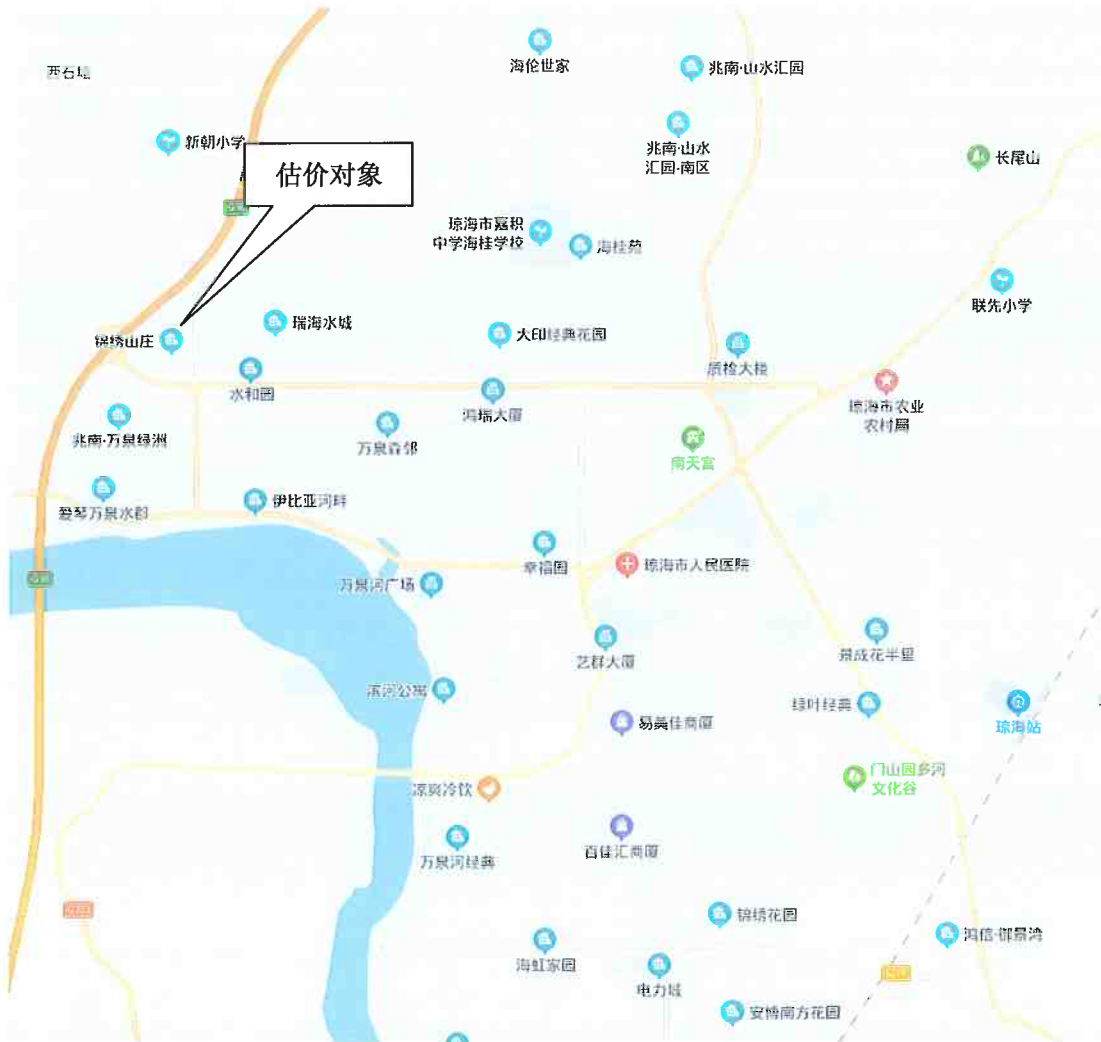 海伦世家
兆南·山水汇园
西石
新朝小学
兆南·山水
汇园·南区
长尾山
估价对象
琼海市嘉积
中学海桂学校
海桂苑
联先小学
瑞海水城
锦绣山庄
大印经典花园
质检大楼
水和园
鸿瑞大厦
琼海市农业
农村局
兆南·万泉绿洲
万泉森邻
南天宫
爱琴万泉水郡
伊比亚河畔
幸福园
琼海市人民医院
万泉河广场
艺群大厦
景成花半里
滨河公寓
绿叶经典
易美佳商厦
琼海站
门山园多河
文化谷
凉爽冷饮
万泉河经典
百佳汇商厦
锦绣花园
鸿信·御景湾
海虹家园
电力城
安博南方花园